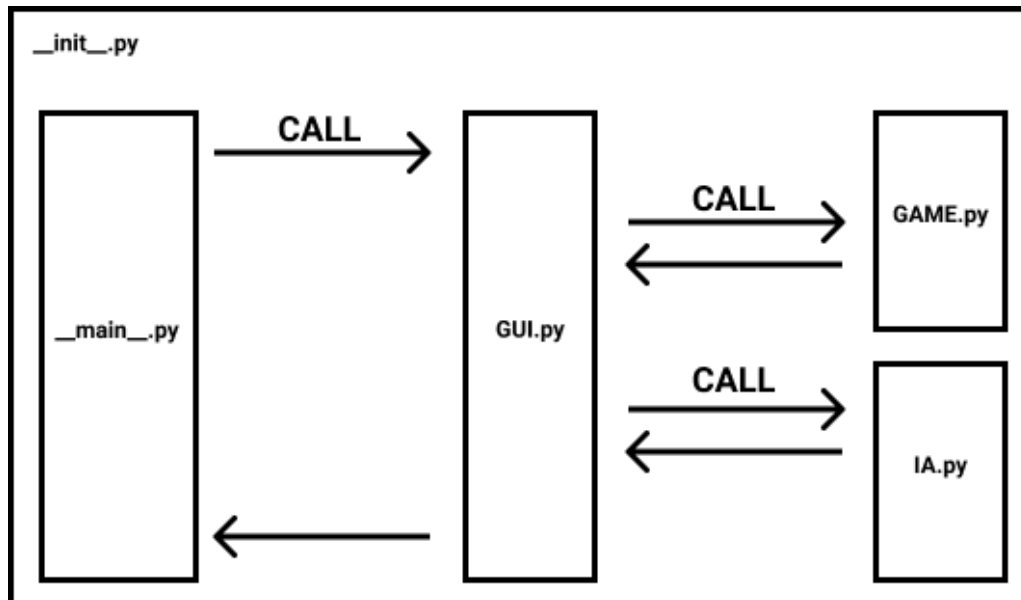 __init__.py
CALL
CALL
GAME.py
__main__.py
GUI.py
CALL
IA.py